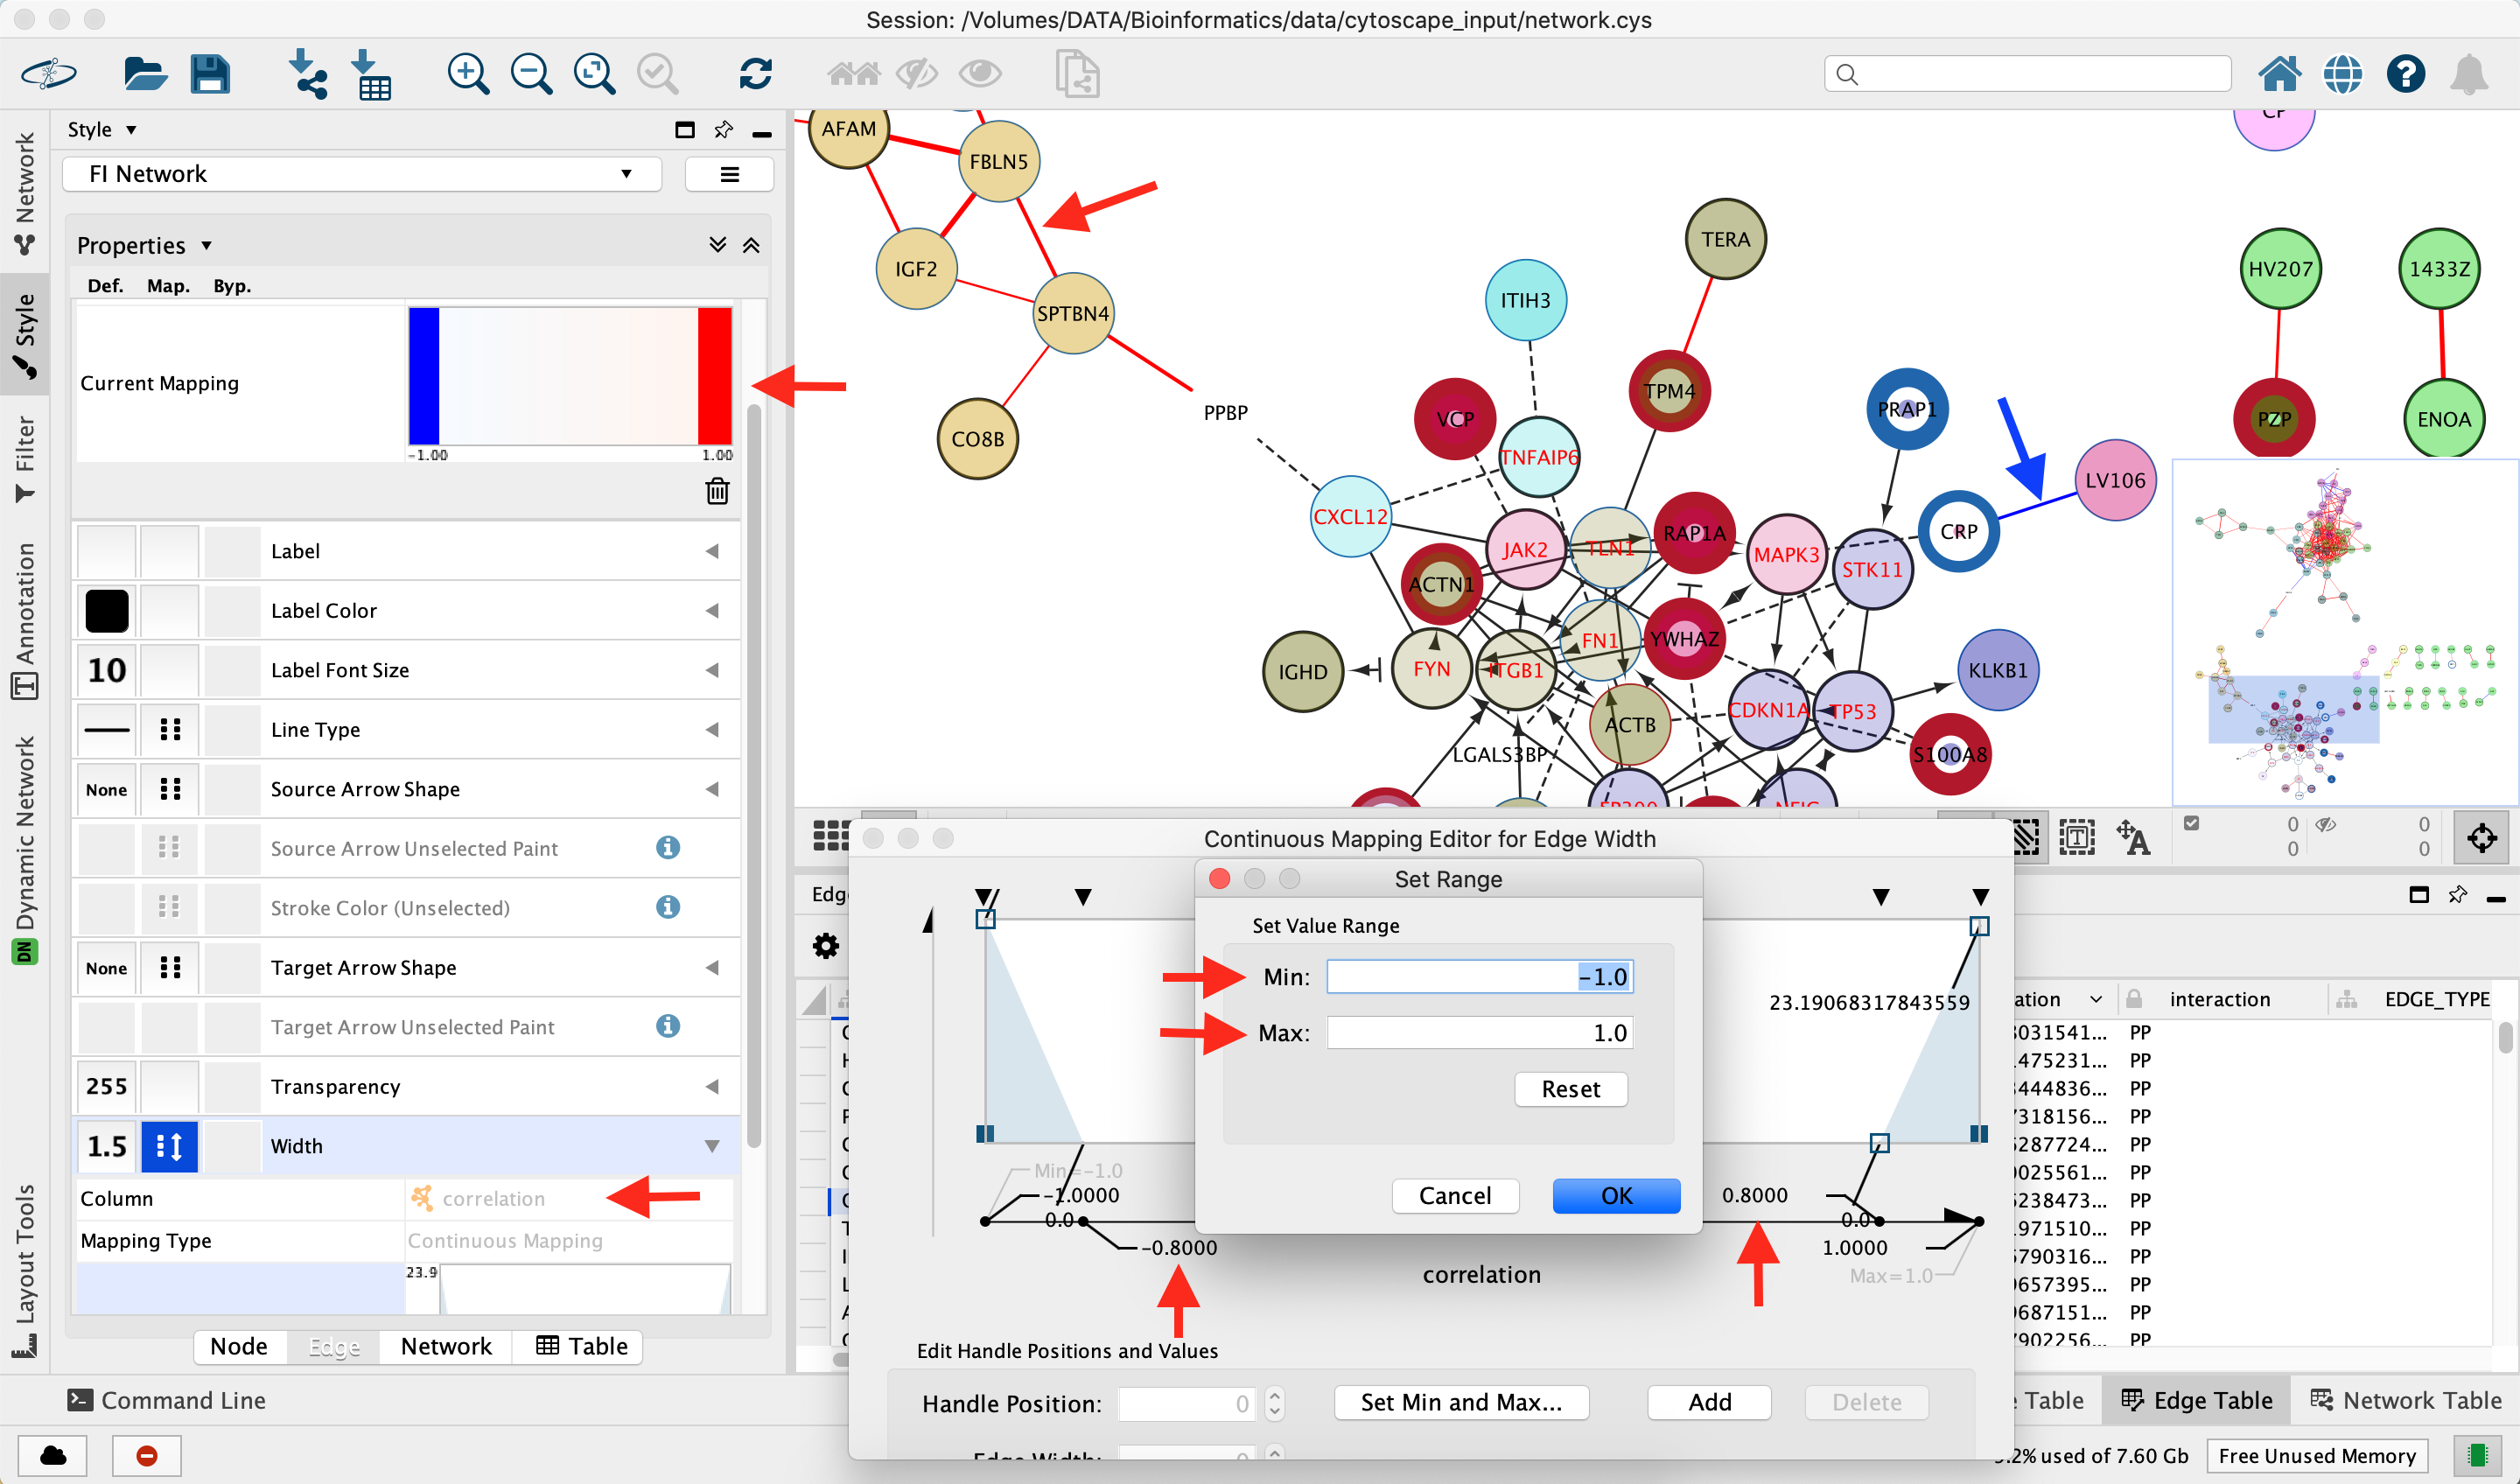 Session: /Volumes/DATA/Bioinformatics/data/cytoscape_input/network.cys
Network
Style
Filter
Annotation
Dynamic Network
DN
Layout Tools
Style
FI Network
Properties
Def. Map. Byp.
Current Mapping
-1.00 1.00
Label
Label Color
10 Label Font Size
Line Type
None Source Arrow Shape
Source Arrow Unselected Paint
Stroke Color (Unselected)
None Target Arrow Shape
Target Arrow Unselected Paint
255 Transparency
1.5 Width
Column correlation
Mapping Type Continuous Mapping
Node Edge Network Table
Command Line
AFAM
FBLN5
IGF2
SPTBN4
CO8B
PPBP
CP
TERA
ITIH3
HV207
1433Z
TPM4
VCP
PRAP1
PZP
ENOA
TNFAIP6
LV106
CXCL12
RAP1A
CRP
JAK2
TLN1
MAPK3
STK11
ACTN1
FN1
YWHAZ
IGHD
FYN
ITGB1
KLKB1
CDKN1A
TP53
ACTB
LGALS3BP
S100A8
EP300
0 0
0 0
Continuous Mapping Editor for Edge Width
Set Range
Set Value Range
Min: -1.0
Max: 1.0
Reset
Cancel OK
23.19068317843559
Min=-1.0
-1.0000
0.0
-0.8000
0.8000
0.0
1.0000
Max=1.0
correlation
Edit Handle Positions and Values
Handle Position: 0 Set Min and Max... Add Delete
Edge Width: 0
interaction EDGE_TYPE
031541... PP
475231... PP
444836... PP
318156... PP
287724... PP
025561... PP
238473... PP
971510... PP
790316... PP
657395... PP
687151... PP
902256... PP
Table Edge Table Network Table
2% used of 7.60 Gb Free Unused Memory